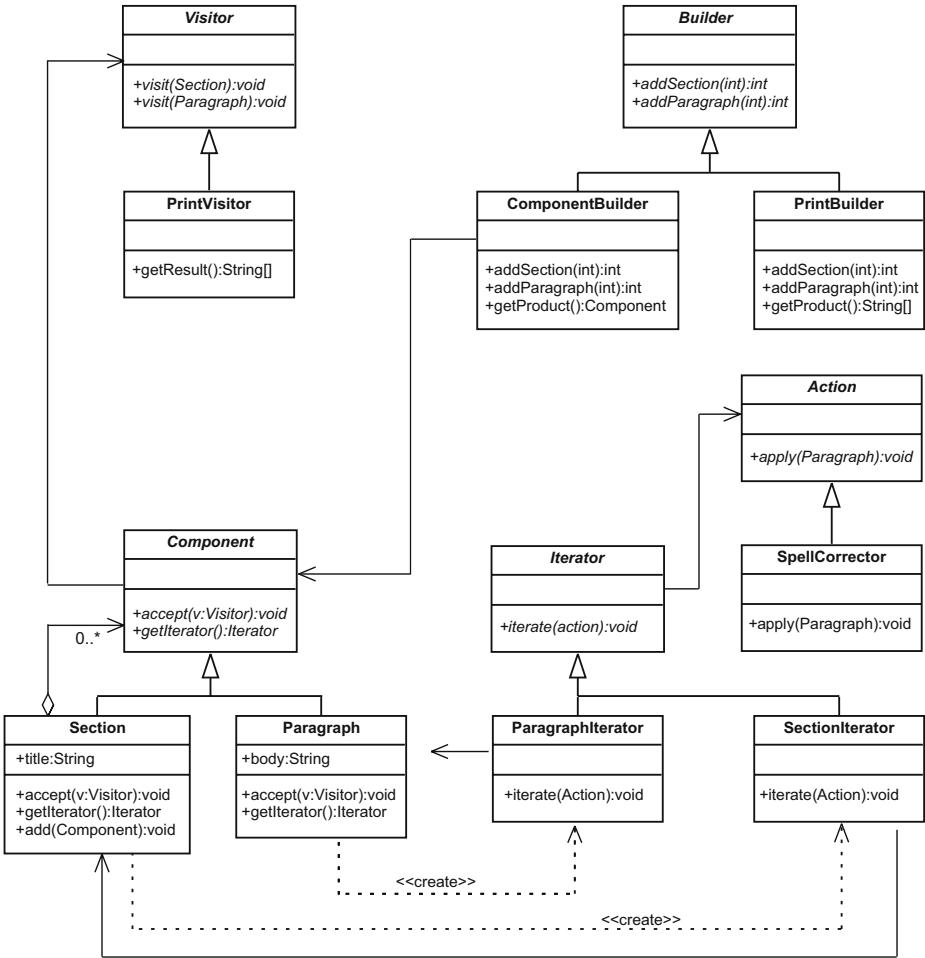 Visitor
+visit(Section):void
+visit(Paragraph):void
Builder
+addSection(int):int
+addParagraph(int):int
PrintVisitor
+getResult():String[]
ComponentBuilder
+addSection(int):int
+addParagraph(int):int
+getProduct():Component
PrintBuilder
+addSection(int):int
+addParagraph(int):int
+getProduct():String[]
Action
+apply(Paragraph):void
Component
+accept(v:Visitor):void
+getIterator():Iterator
0..*
Iterator
+iterate(action):void
SpellCorrector
+apply(Paragraph):void
Section
+title:String
+accept(v:Visitor):void
+getIterator():Iterator
+add(Component):void
Paragraph
+body:String
+accept(v:Visitor):void
+getIterator():Iterator
ParagraphIterator
+iterate(Action):void
SectionIterator
+iterate(Action):void
<<create>>
<<create>>